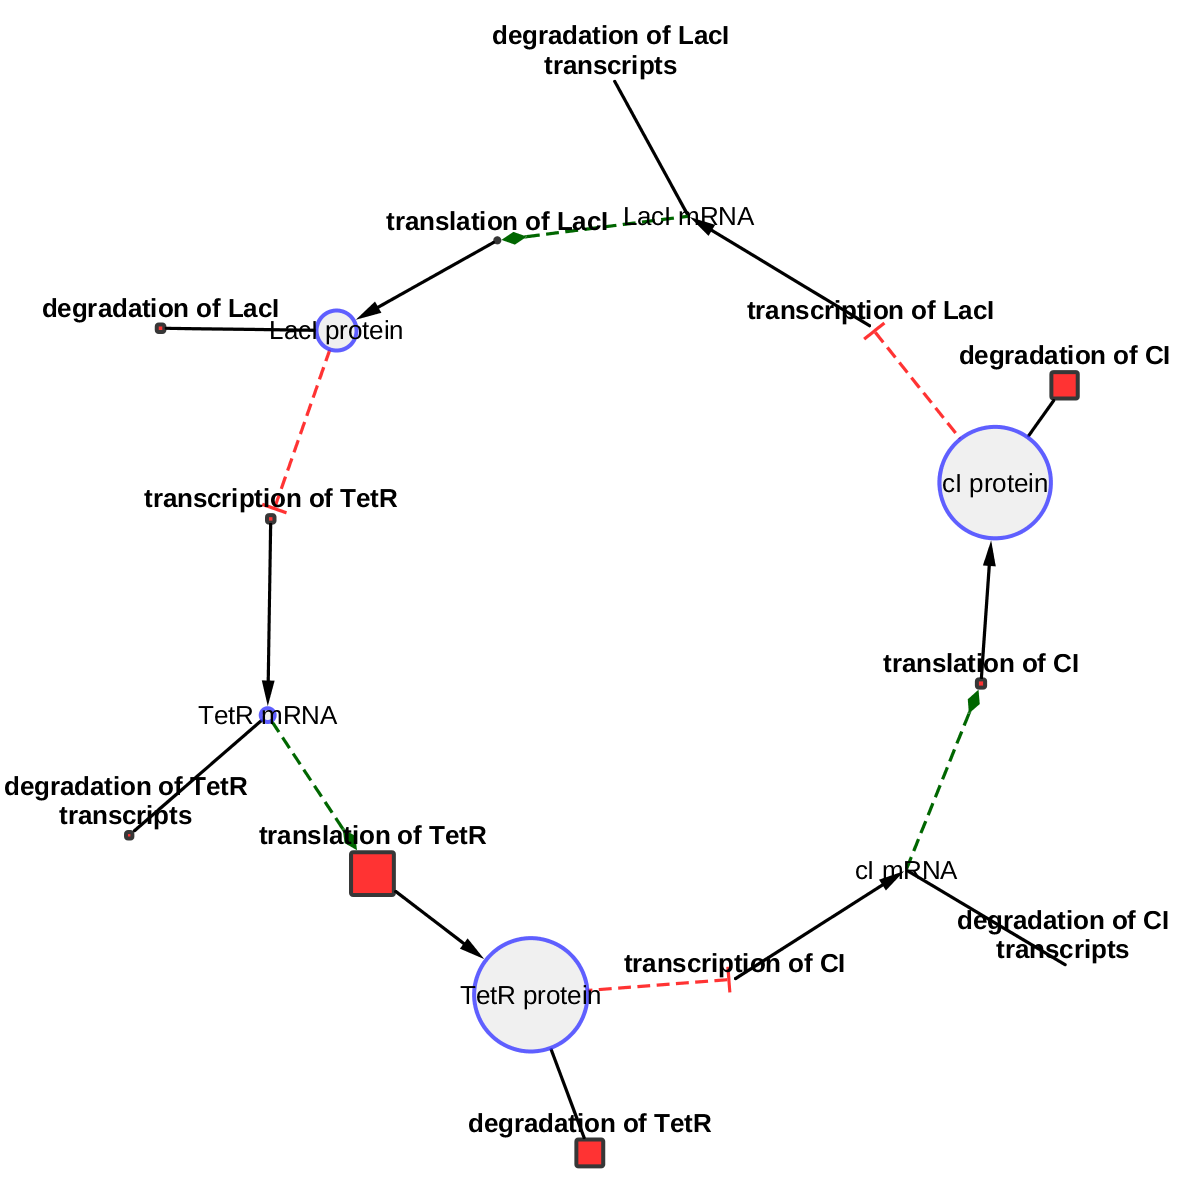 degradation of LacI
transcripts
translation of LacI
LacI mRNA
degradation of LacI
LacI protein
transcription of LacI
degradation of CI
cI protein
transcription of TetR
translation of CI
TetR mRNA
degradation of TetR
transcripts
translation of TetR
cI mRNA
degradation of CI
transcripts
transcription of CI
TetR protein
degradation of TetR